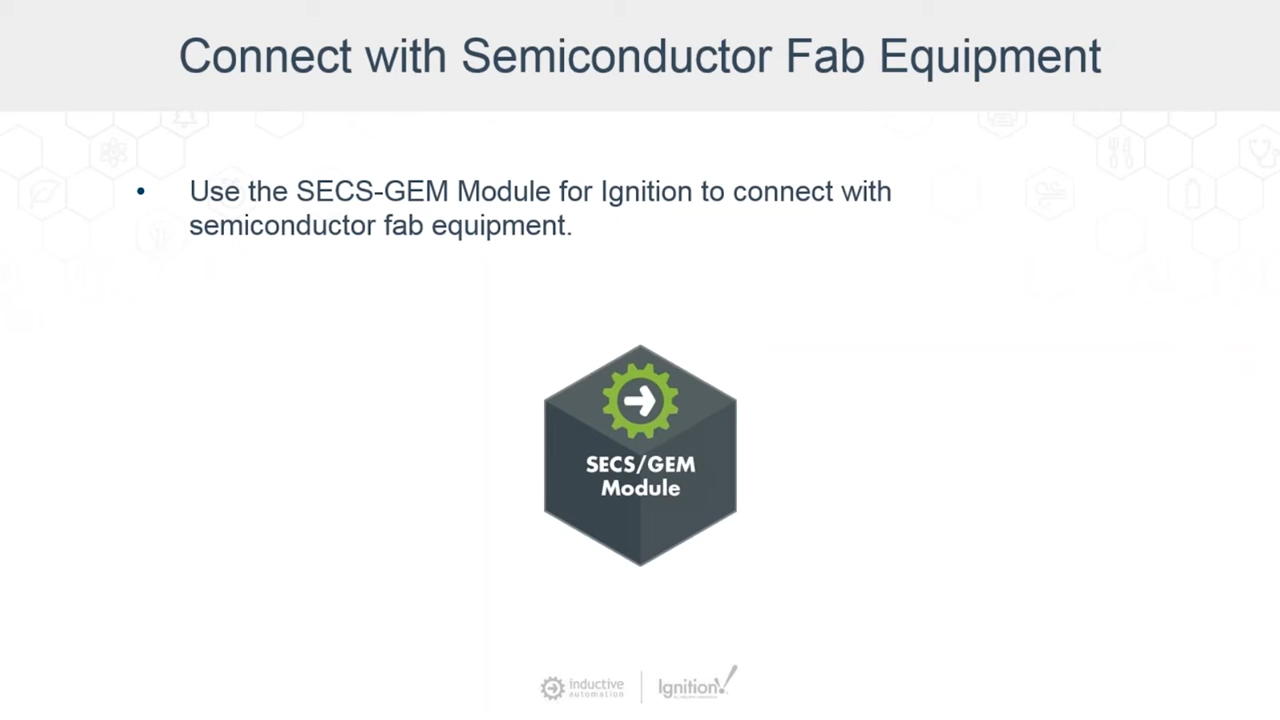 Connect with Semiconductor Fab Equipment
• Use the SECS-GEM Module for Ignition to connect with
semiconductor fab equipment.
SECS/GEM
Module
inductive
automation
Ignition!